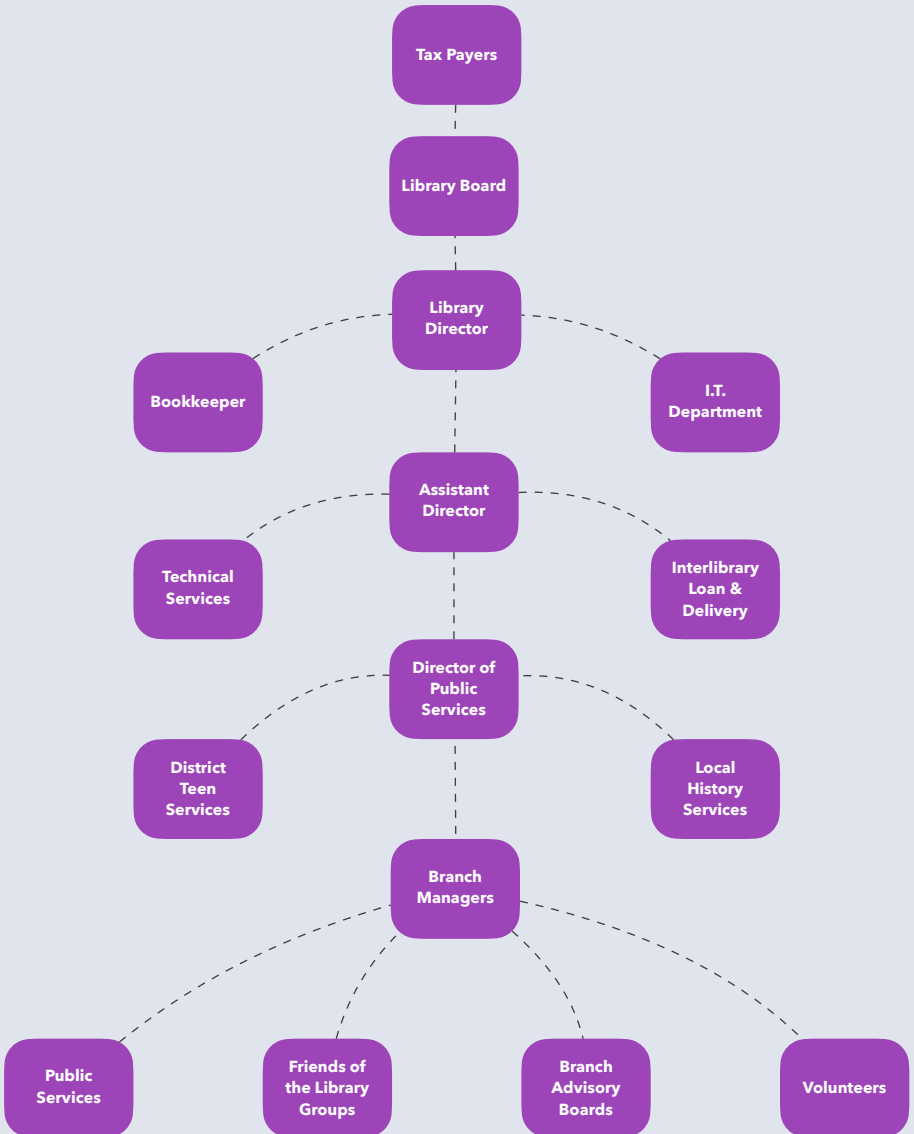 Tax Payers
Library Board
Library
Director
Bookkeeper
I.T.
Department
Assistant
Director
Technical
Services
Interlibrary
Loan &
Delivery
Director of
Public
Services
District
Teen
Services
Local
History
Services
Branch
Managers
Public
Services
Friends of
the Library
Groups
Branch
Advisory
Boards
Volunteers